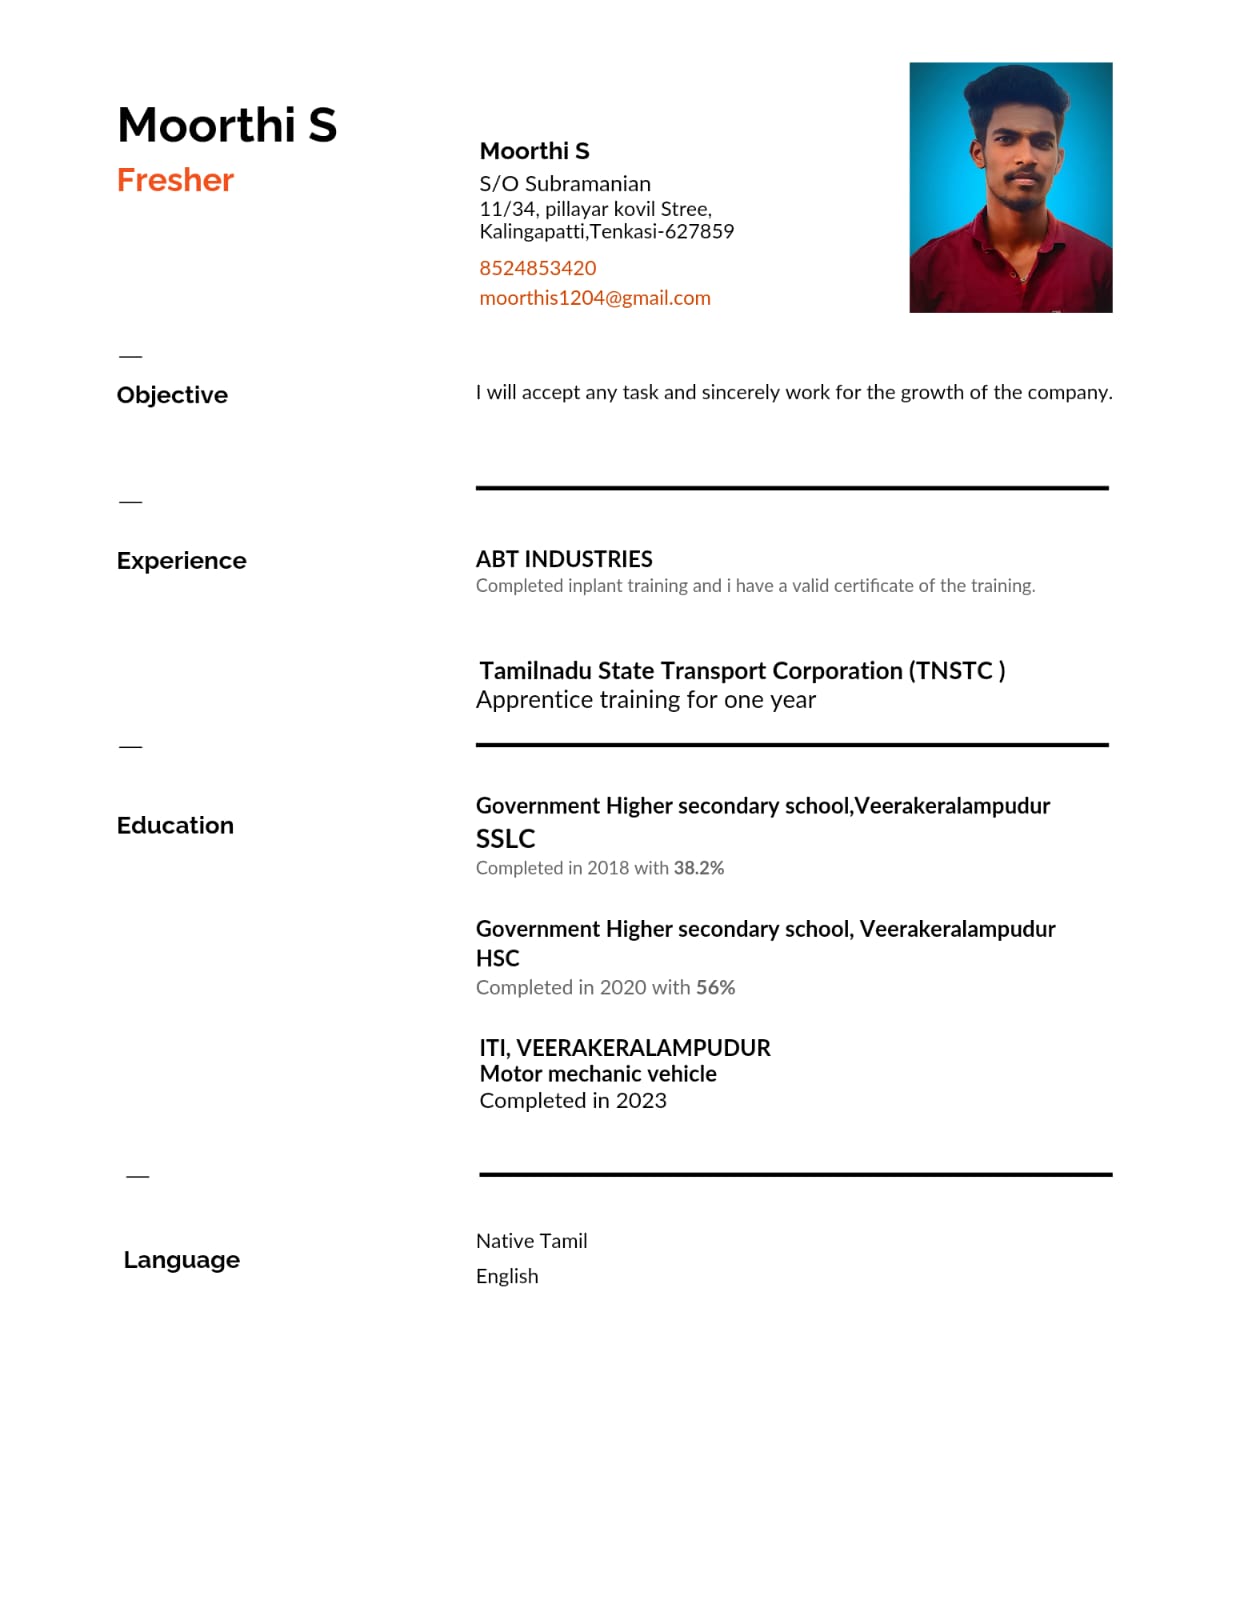 Moorthi S
Fresher
Moorthi S
S/O Subramanian
11/34, pillayar kovil Stree,
Kalingapatti,Tenkasi-627859
8524853420
moorthis1204@gmail.com
Objective
I will accept any task and sincerely work for the growth of the company.
Experience
ABT INDUSTRIES
Completed inplant training and i have a valid certificate of the training.
Tamilnadu State Transport Corporation (TNSTC )
Apprentice training for one year
Education
Government Higher secondary school,Veerakeralampudur
SSLC
Completed in 2018 with 38.2%
Government Higher secondary school, Veerakeralampudur
HSC
Completed in 2020 with 56%
ITI, VEERAKERALAMPUDUR
Motor mechanic vehicle
Completed in 2023
Language
Native Tamil
English